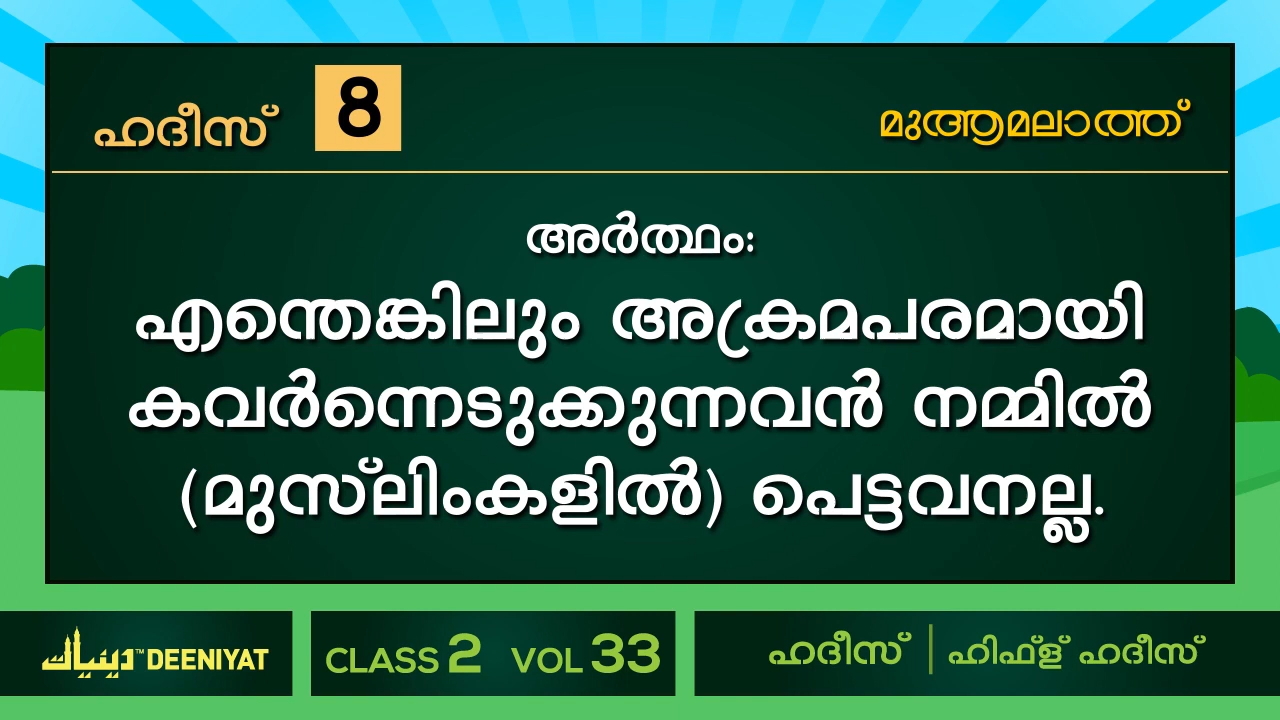 ഹദീസ് 8
മുആമലാത്ത്
അർത്ഥം:
എന്തെങ്കിലും അക്രമപരമായി
കവർന്നെടുക്കുന്നവൻ നമ്മിൽ
(മുസ്‌ലിംകളിൽ) പെട്ടവനല്ല.
دينيات™ DEENIYAT
CLASS 2 VOL 33
ഹദീസ് | ഹിഫ്ള് ഹദീസ്